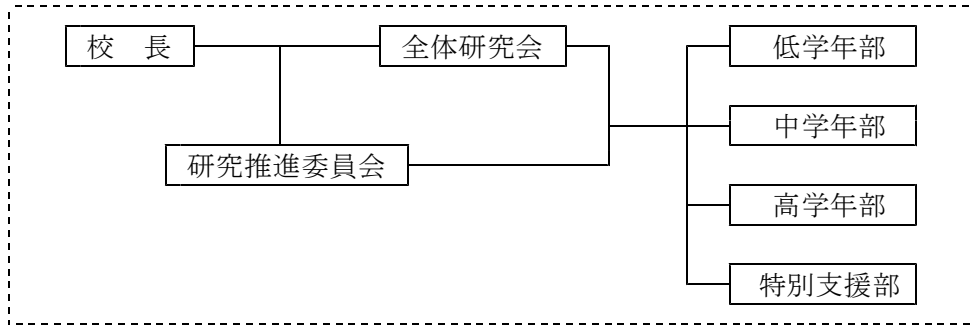 校　長
全体研究会
研究推進委員会
低学年部
中学年部
高学年部
特別支援部